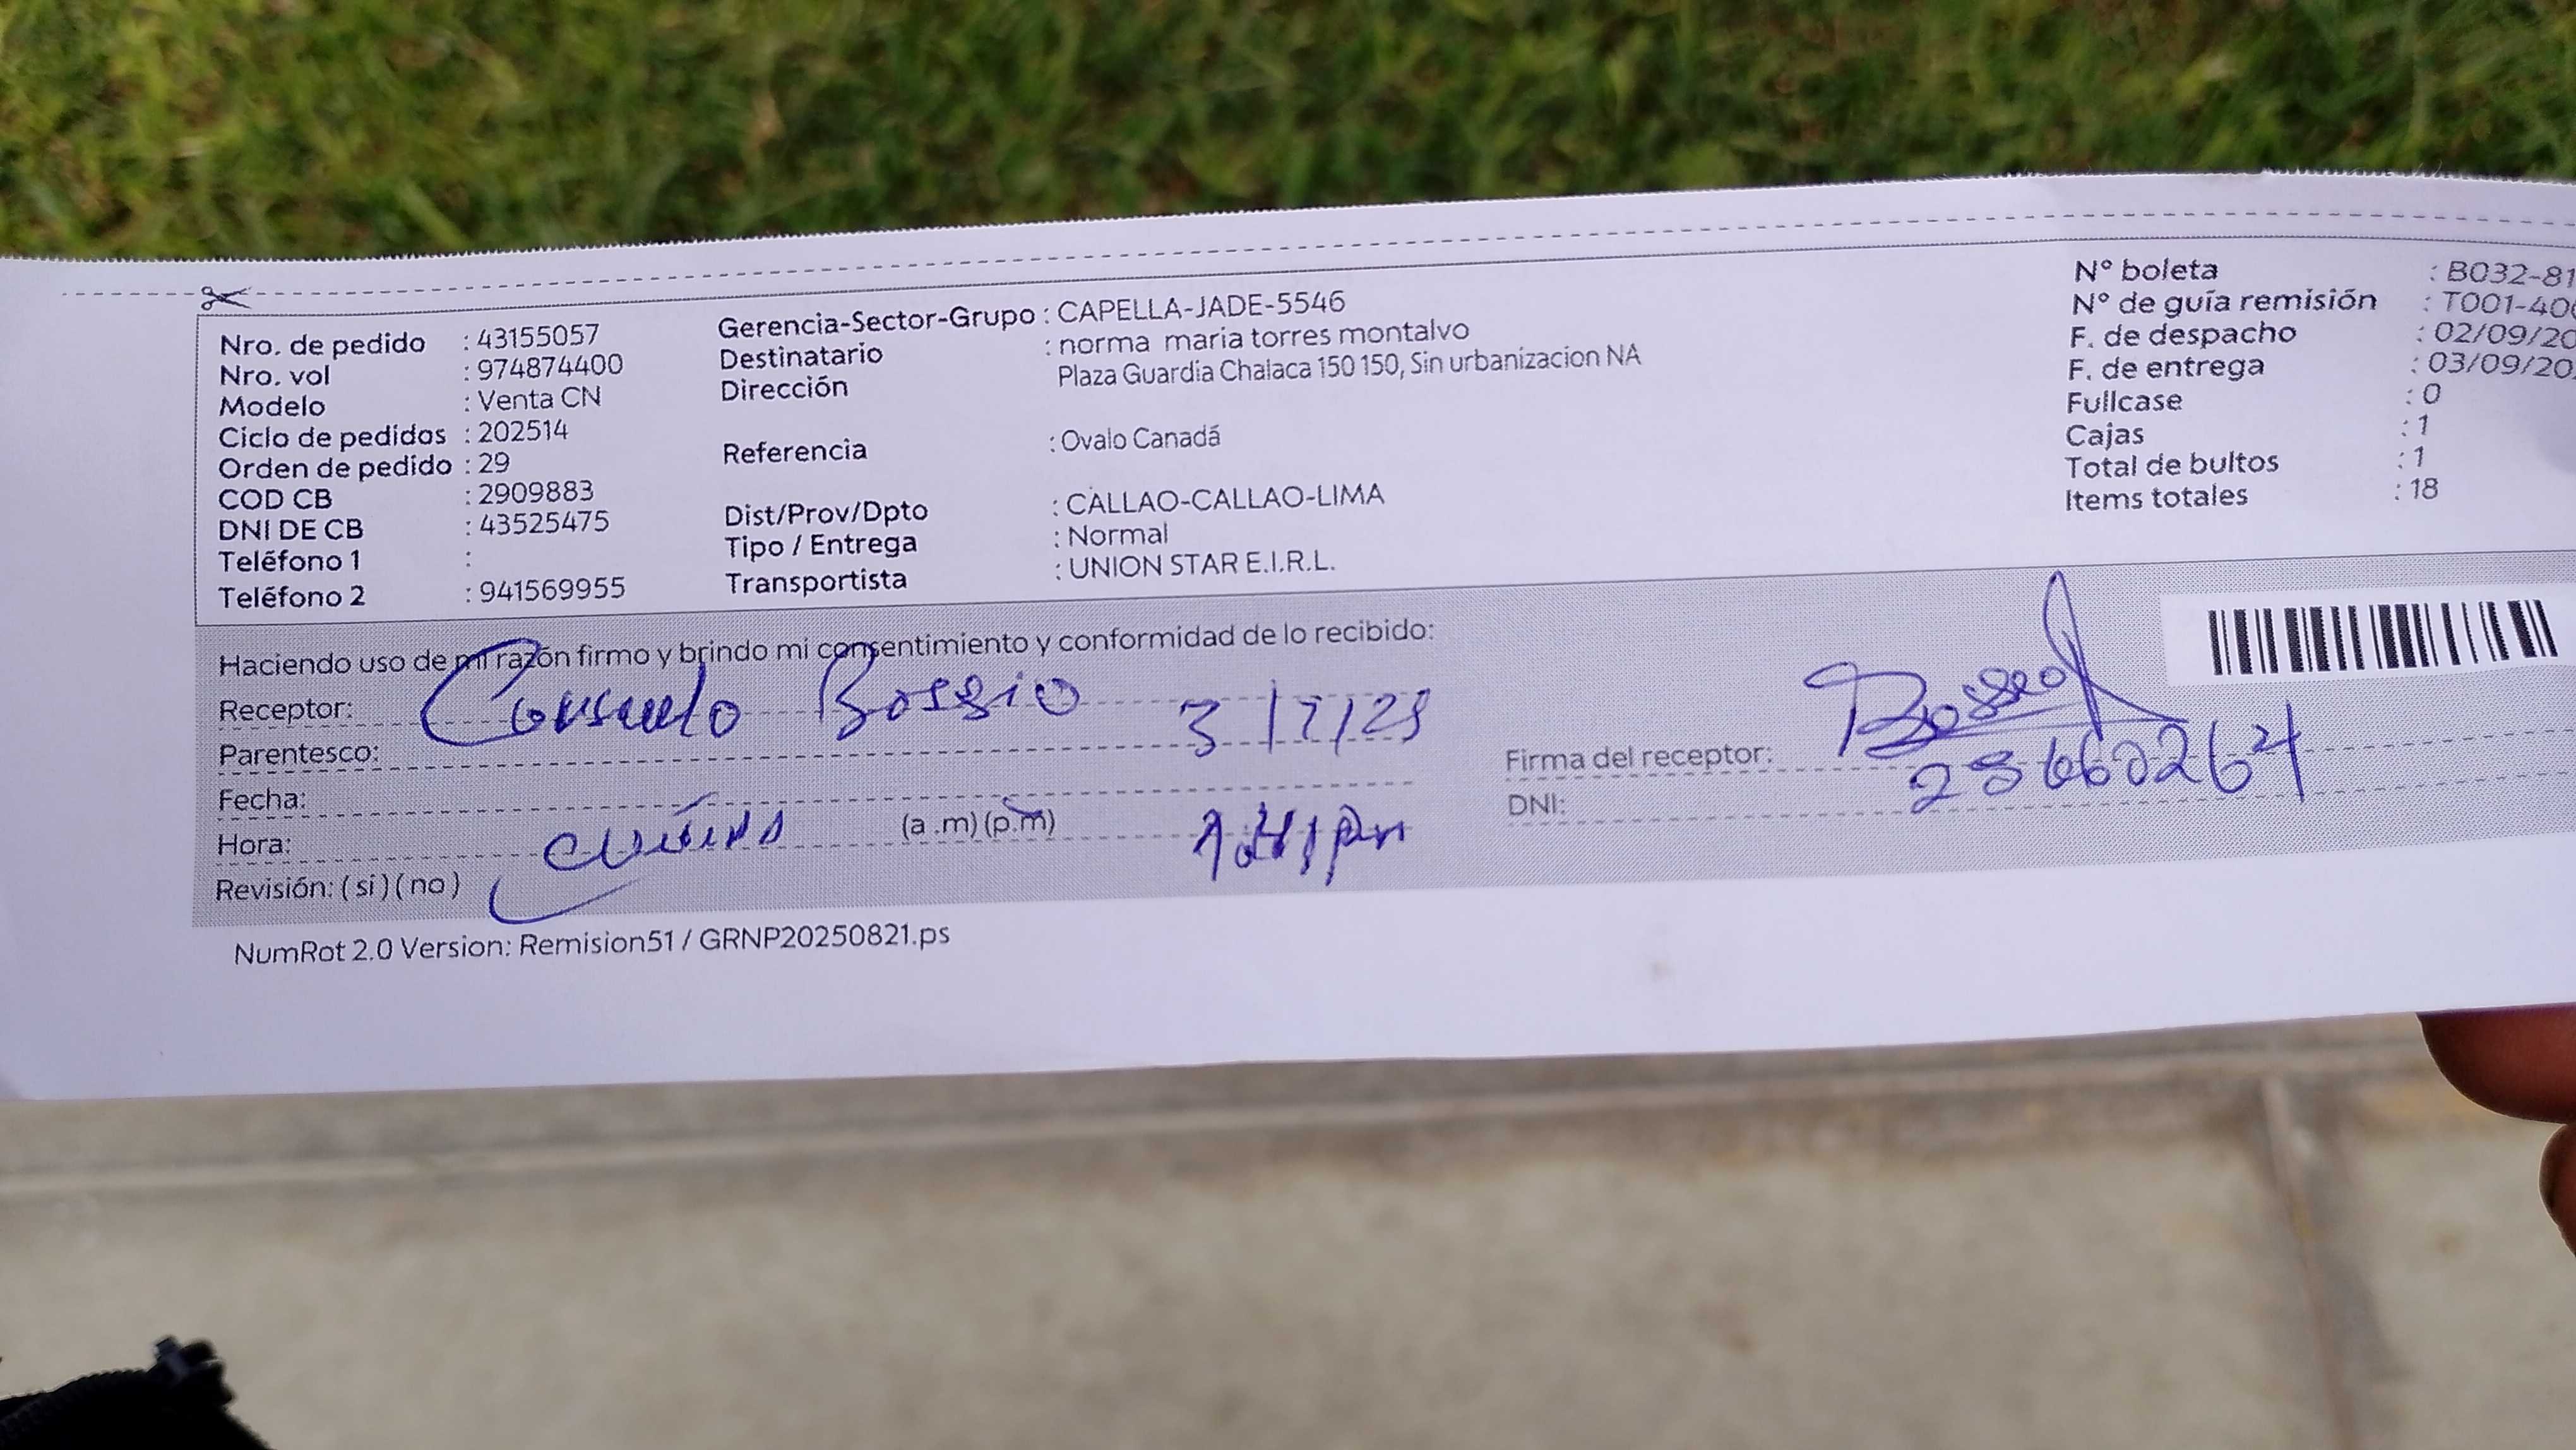 Nro. de pedido : 43155057
Nro. vol : 974874400
Modelo : Venta CN
Ciclo de pedidos : 202514
Orden de pedido : 29
COD CB : 2909883
DNI DE CB : 43525475
Teléfono 1 :
Teléfono 2 : 941569955
Gerencia-Sector-Grupo : CAPELLA-JADE-5546
Destinatario : norma maria torres montalvo
Dirección Plaza Guardia Chalaca 150 150, Sin urbanizacion NA
Referencia : Ovalo Canadá
Dist/Prov/Dpto : CALLAO-CALLAO-LIMA
Tipo / Entrega : Normal
Transportista : UNION STAR E.I.R.L.
N° boleta : B032-81
N° de guía remisión : T001-40
F. de despacho : 02/09/20
F. de entrega : 03/09/20
Fullcase : 0
Cajas : 1
Total de bultos : 1
Items totales : 18
Haciendo uso de mi razón firmo y brindo mi consentimiento y conformidad de lo recibido:
Receptor: Consuelo Bossio
Parentesco:
Fecha:
Hora: (a .m) (p.m)
Revisión: ( si ) ( no )
Firma del receptor: Bossio
DNI:
NumRot 2.0 Version: Remision51 / GRNP20250821.ps